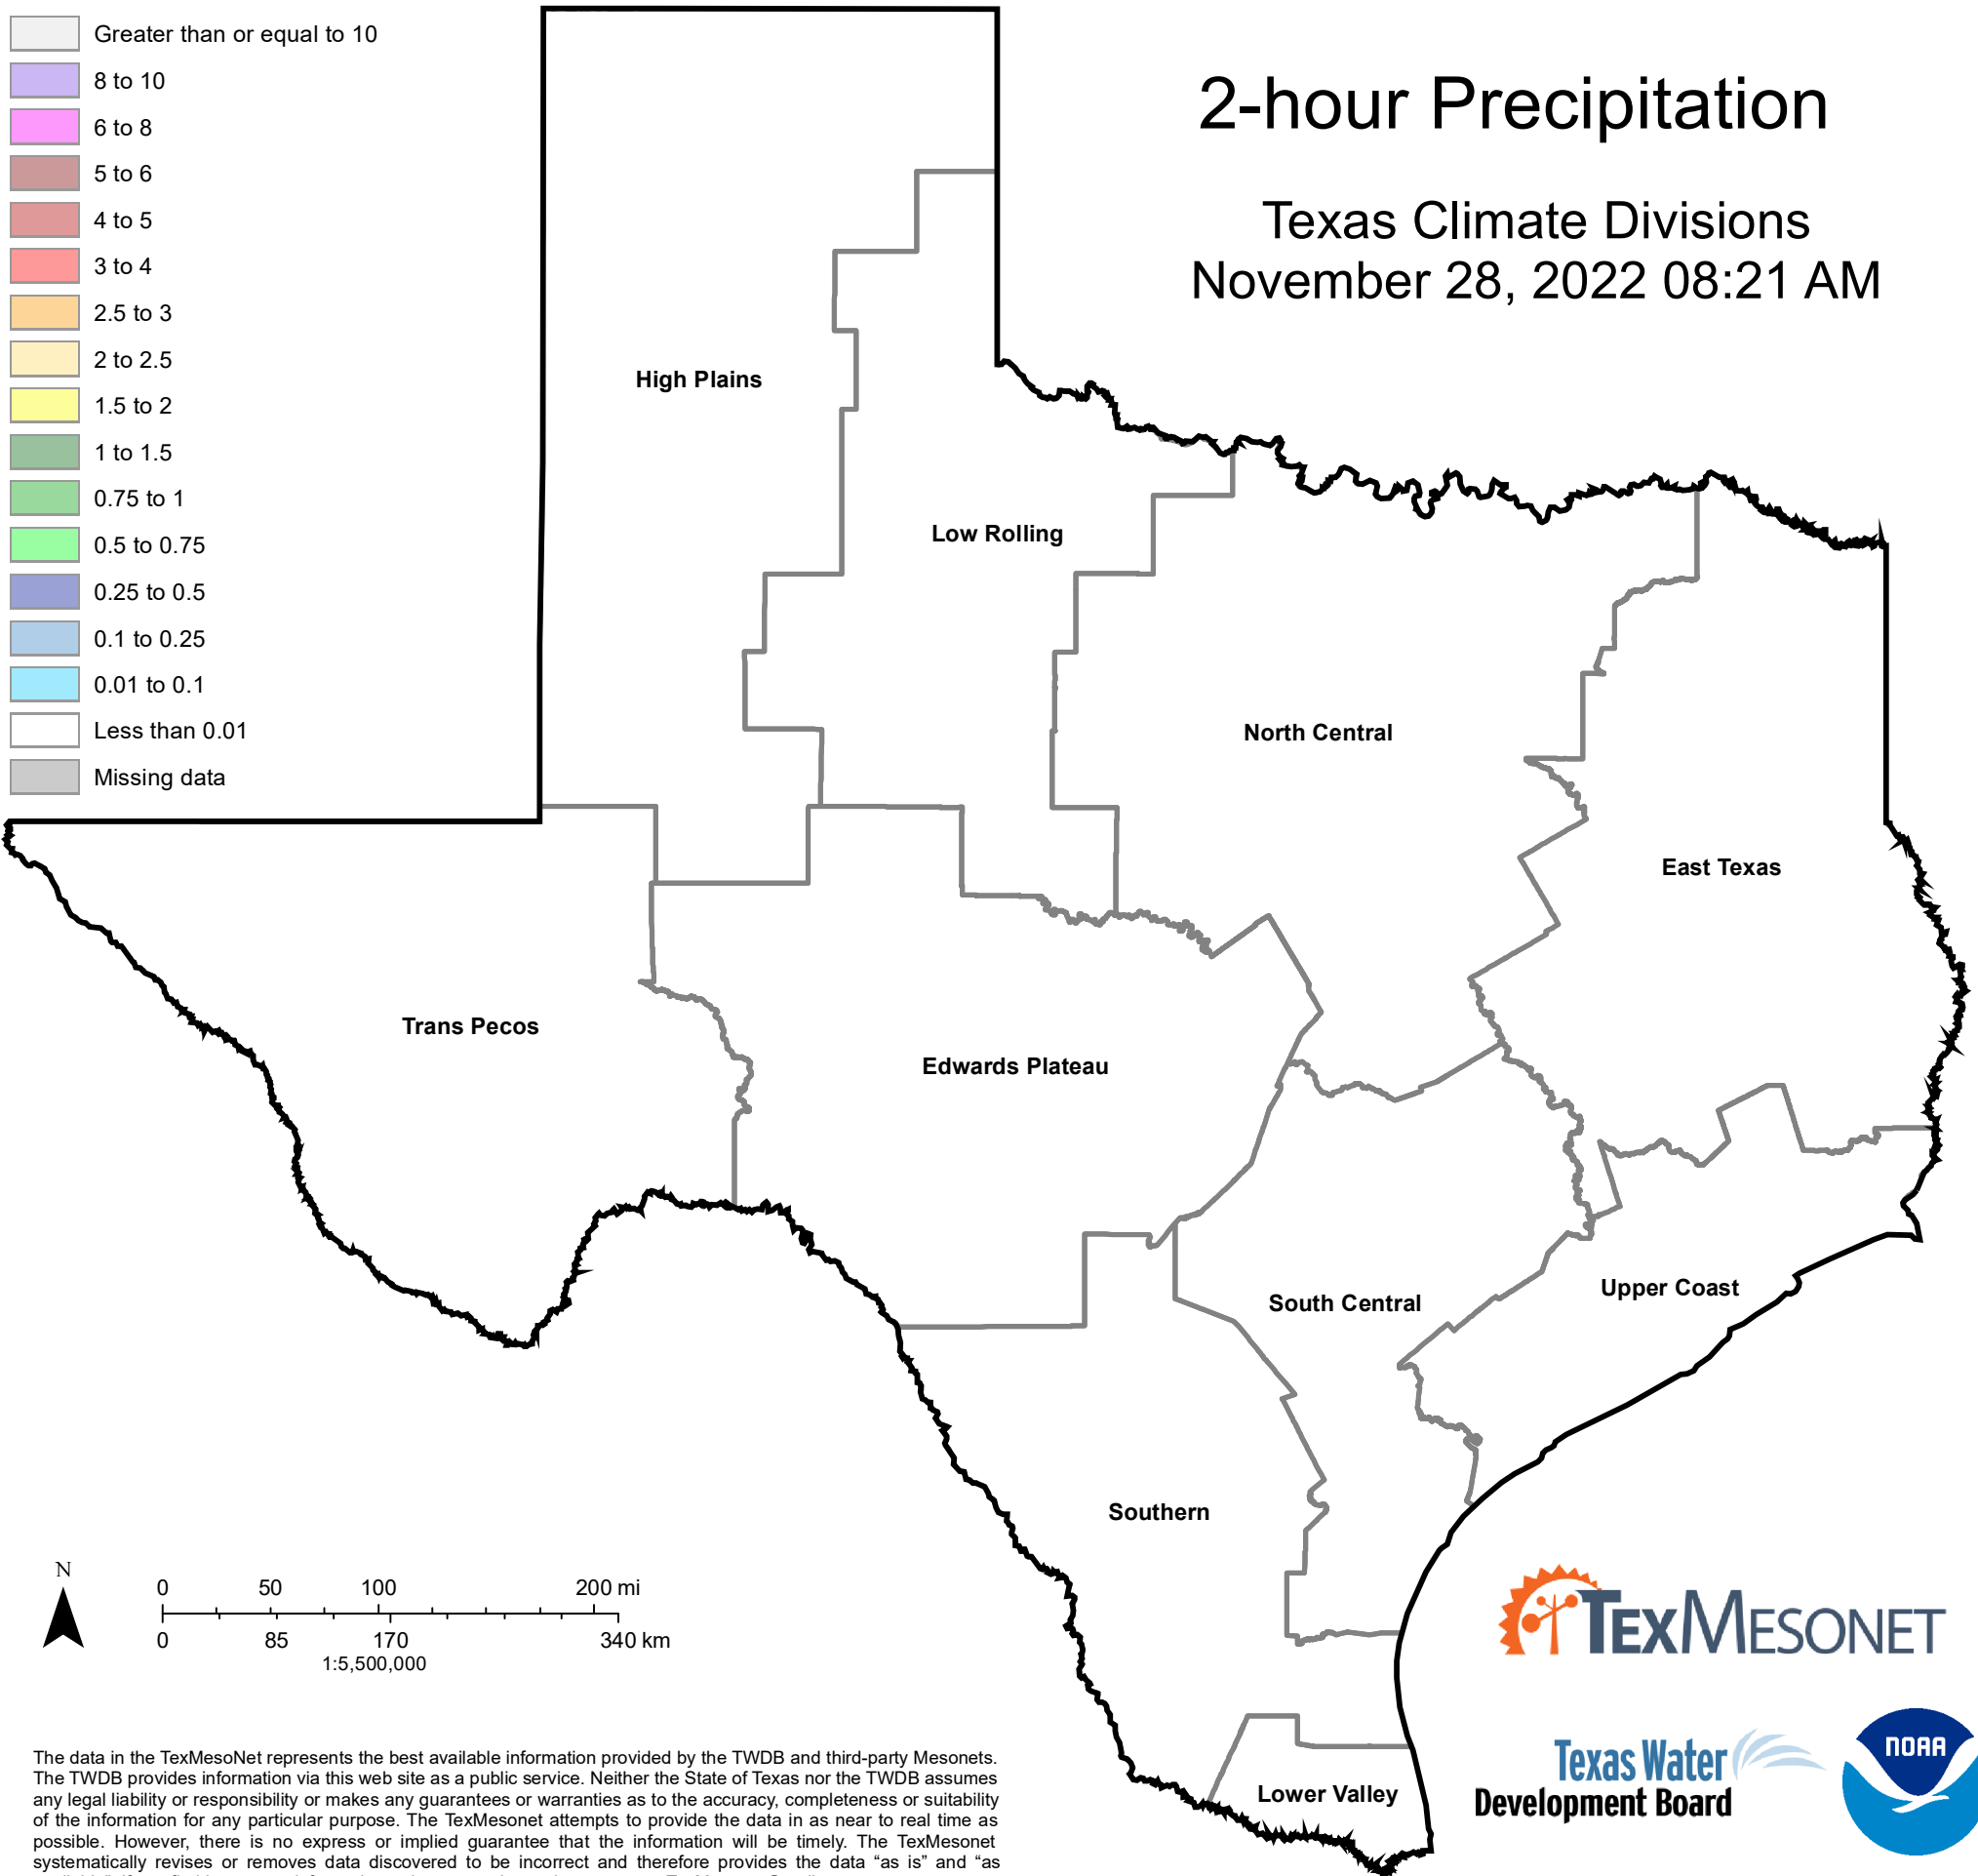 Greater than or equal to 10
8 to 10
6 to 8
5 to 6
4 to 5
3 to 4
2.5 to 3
2 to 2.5
1.5 to 2
1 to 1.5
0.75 to 1
0.5 to 0.75
0.25 to 0.5
0.1 to 0.25
0.01 to 0.1
Less than 0.01
Missing data
2-hour Precipitation
Texas Climate Divisions
November 28, 2022 08:21 AM
High Plains
Low Rolling
North Central
East Texas
Trans Pecos
Edwards Plateau
South Central
Upper Coast
Southern
Lower Valley
N
0 50 100 200 mi
0 85 170 340 km
1:5,500,000
TEXMESONET
Texas Water
Development Board
NOAA
The data in the TexMesoNet represents the best available information provided by the TWDB and third-party Mesonets.
The TWDB provides information via this web site as a public service. Neither the State of Texas nor the TWDB assumes
any legal liability or responsibility or makes any guarantees or warranties as to the accuracy, completeness or suitability
of the information for any particular purpose. The TexMesonet attempts to provide the data in as near to real time as
possible. However, there is no express or implied guarantee that the information will be timely. The TexMesonet
systematically revises or removes data discovered to be incorrect and therefore provides the data “as is” and “as